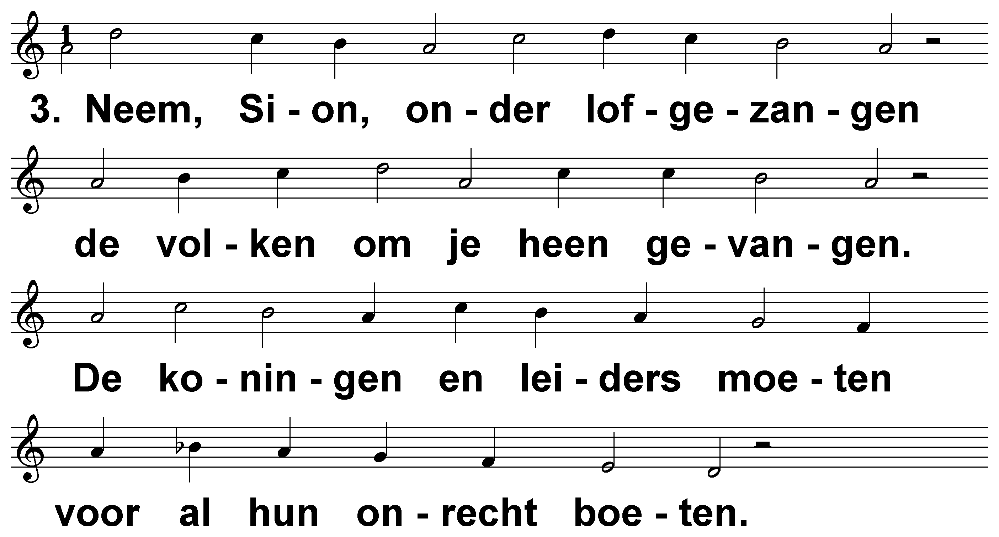 1
3. Neem, Si - on, on - der lof - ge - zan - gen
de vol - ken om je heen ge - van - gen.
De ko - nin - gen en lei - ders moe - ten
voor al hun on - recht boe - ten.